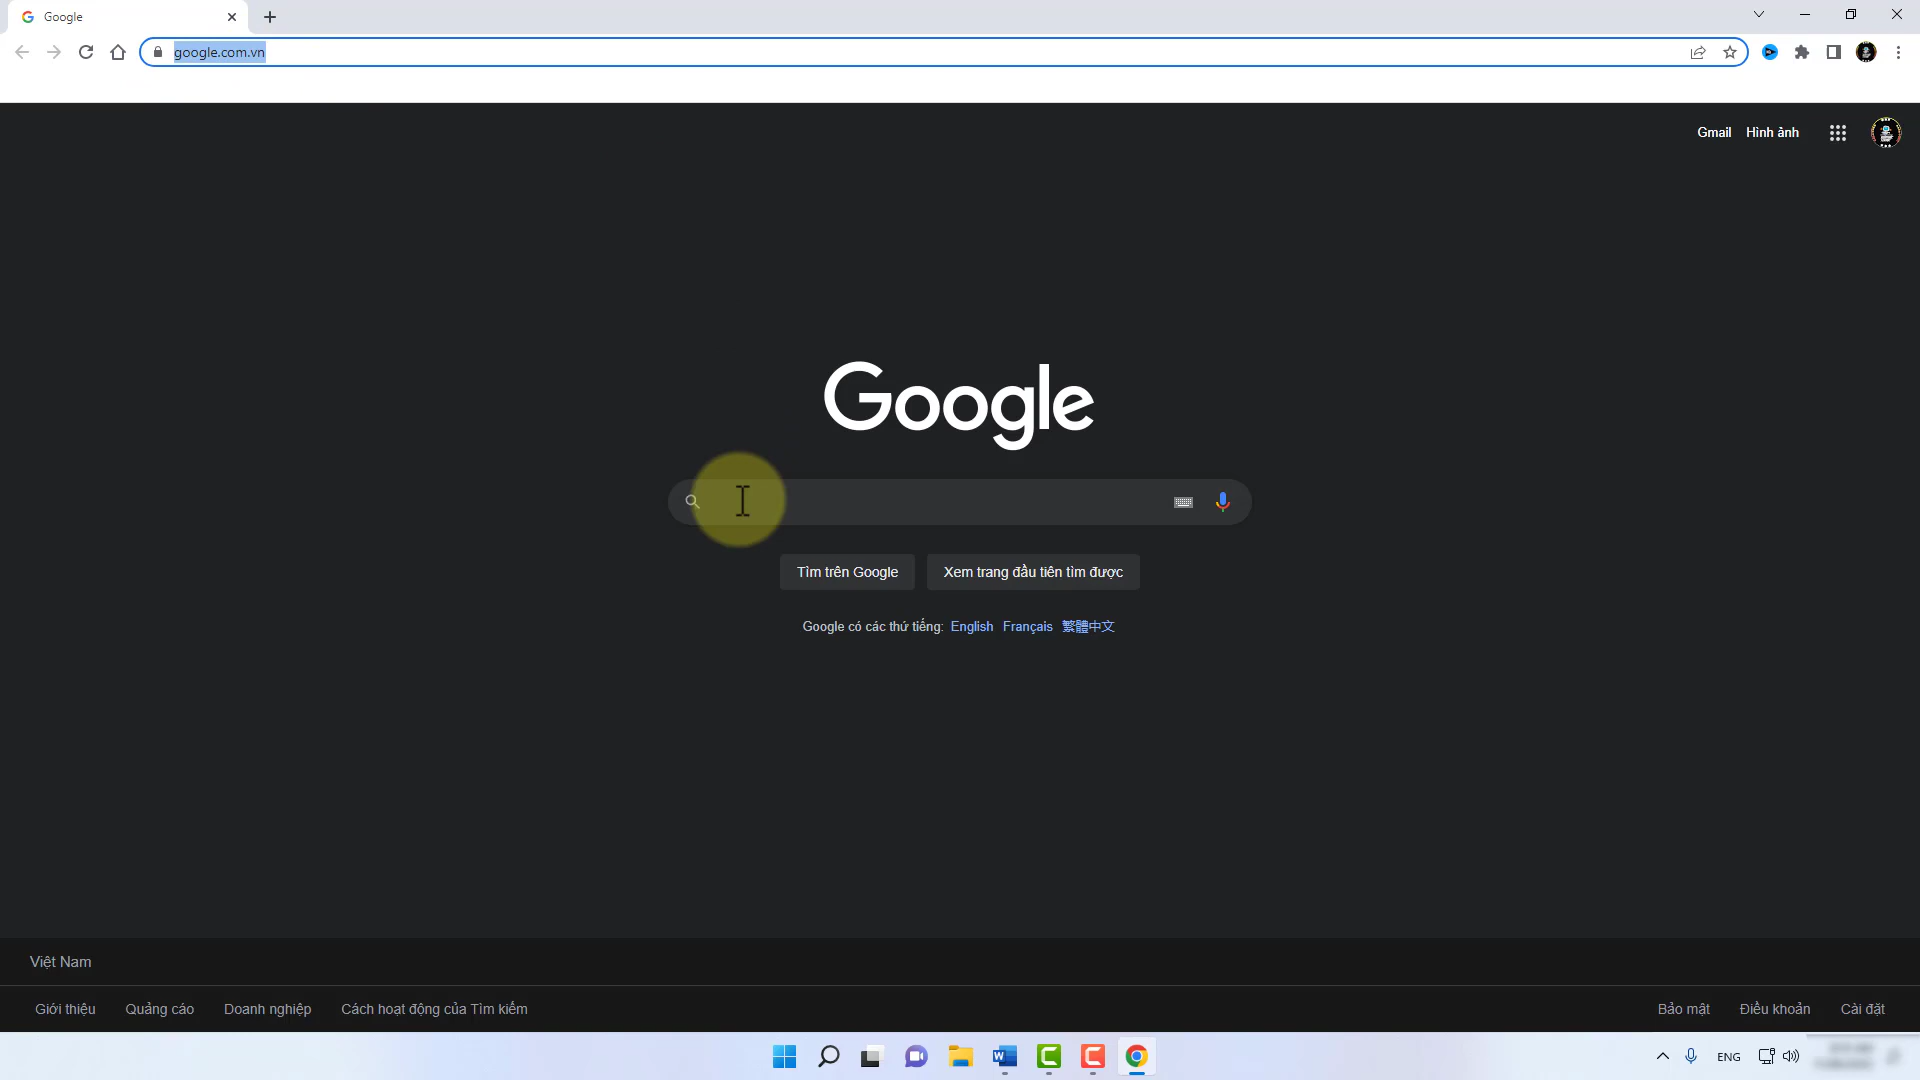 Google
google.com.vn
Gmail Hình ảnh
Google
Tìm trên Google Xem trang đầu tiên tìm được
Google có các thứ tiếng: English Français 繁體中文
Việt Nam
Giới thiệu Quảng cáo Doanh nghiệp Cách hoạt động của Tìm kiếm Bảo mật Điều khoản Cài đặt
ENG